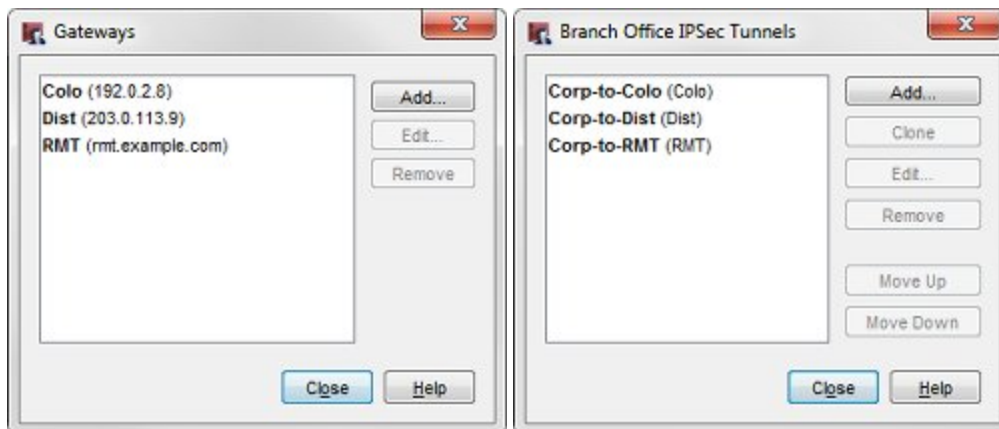 Gateways
Colo (192.0.2.8)
Dist (203.0.113.9)
RMT (rmt.example.com)
Add...
Edit...
Remove
Close
Help
Branch Office IPSec Tunnels
Corp-to-Colo (Colo)
Corp-to-Dist (Dist)
Corp-to-RMT (RMT)
Add...
Clone
Edit...
Remove
Move Up
Move Down
Close
Help